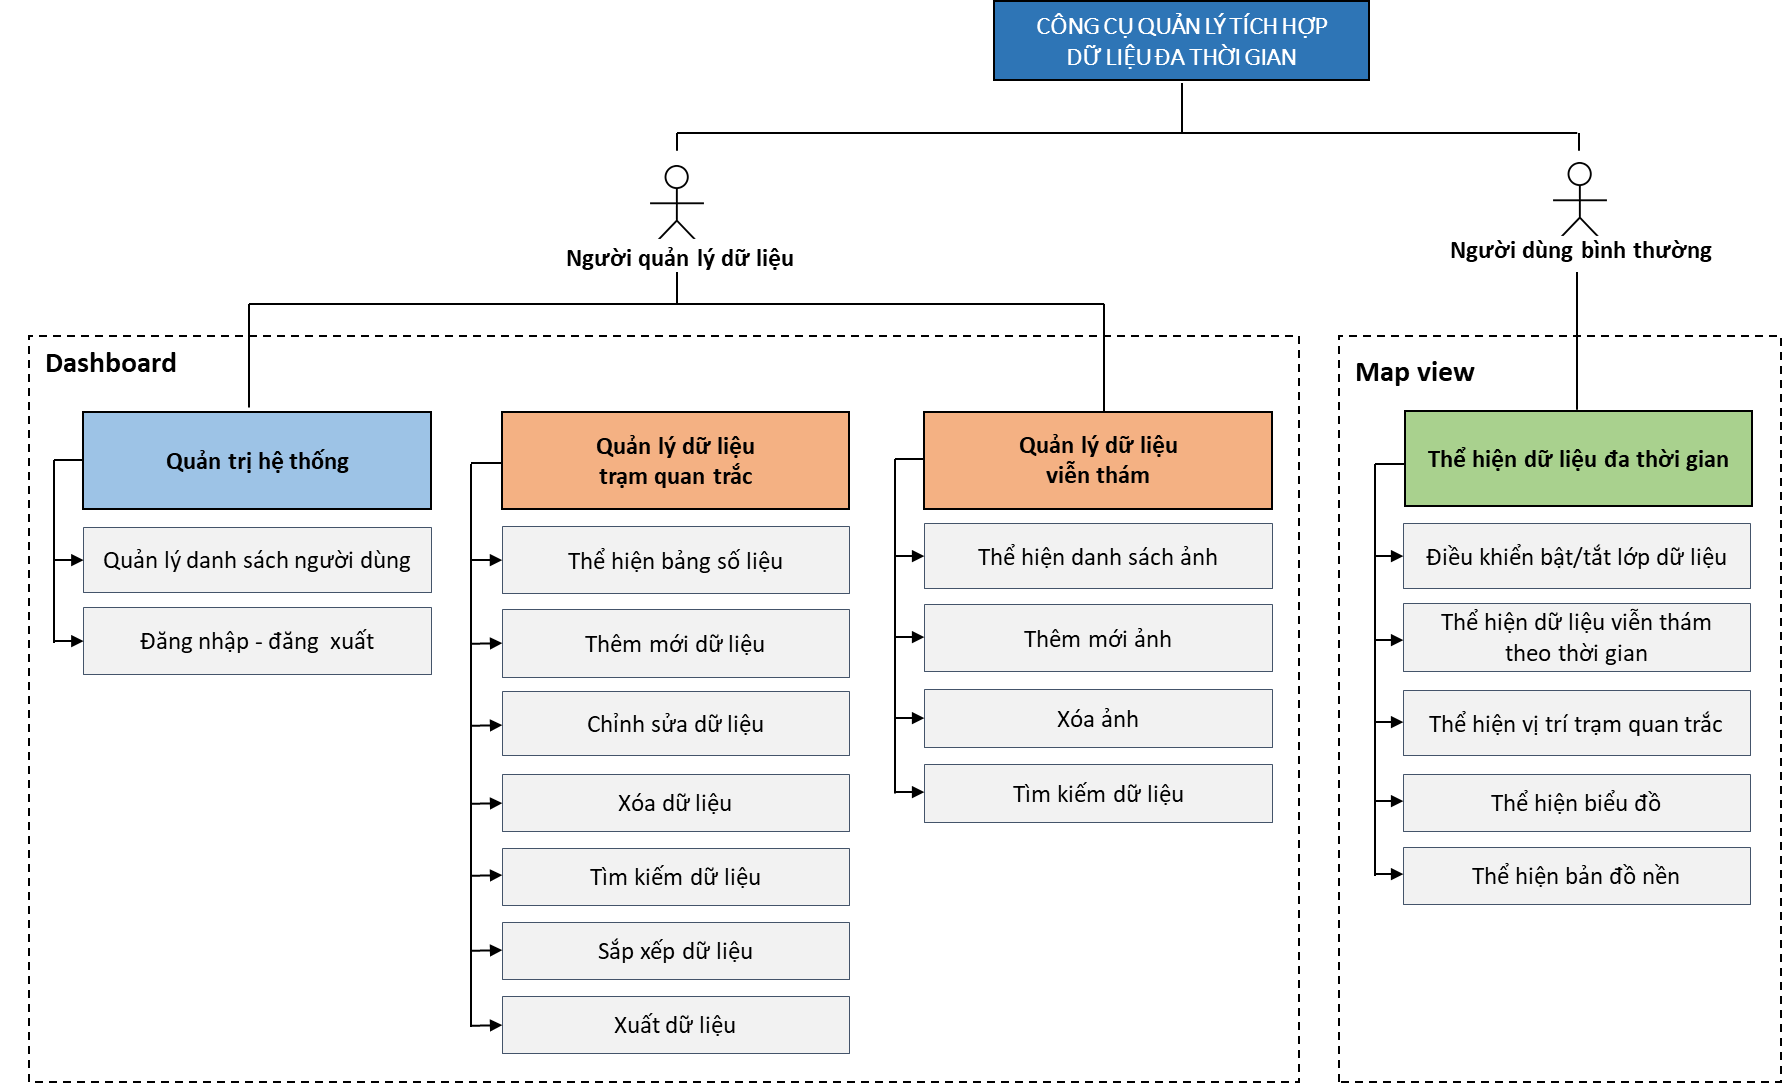 CÔNG CỤ QUẢN LÝ TÍCH HỢP
DỮ LIỆU ĐA THỜI GIAN
Người quản lý dữ liệu
Người dùng bình thường
Dashboard
Quản trị hệ thống
Quản lý danh sách người dùng
Đăng nhập - đăng  xuất
Quản lý dữ liệu
trạm quan trắc
Thể hiện bảng số liệu
Thêm mới dữ liệu
Chỉnh sửa dữ liệu
Xóa dữ liệu
Tìm kiếm dữ liệu
Sắp xếp dữ liệu
Xuất dữ liệu
Quản lý dữ liệu
viễn thám
Thể hiện danh sách ảnh
Thêm mới ảnh
Xóa ảnh
Tìm kiếm dữ liệu
Map view
Thể hiện dữ liệu đa thời gian
Điều khiển bật/tắt lớp dữ liệu
Thể hiện dữ liệu viễn thám
theo thời gian
Thể hiện vị trí trạm quan trắc
Thể hiện biểu đồ
Thể hiện bản đồ nền